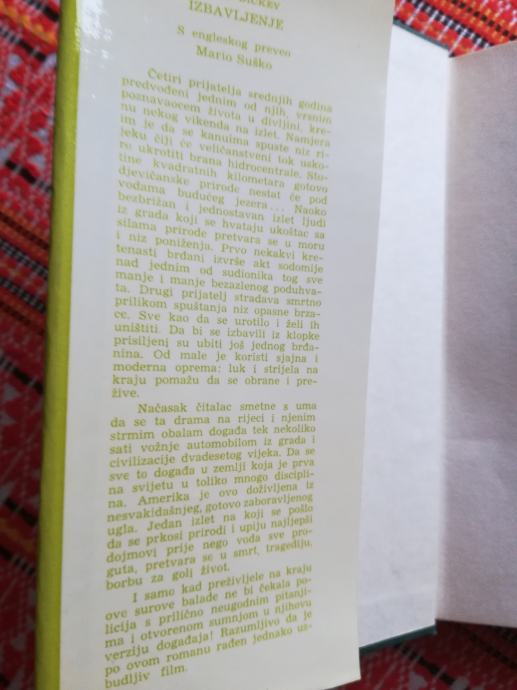 DICKEY
IZBAVLJENJE
S engleskog preveo
Mario Suško
Četiri prijatelja srednjih godina
predvođeni jednim od njih, vrsnim
poznavaocem života u divljini, kre-
nu nekog vikenda na izlet. Namjera
im je da se kanuima spuste niz ri-
jeku čiji će veličanstveni tok usko-
ro ukrotiti brana hidrocentrale. Sto-
tine kvadratnih kilometara gotovo
djevičanske prirode nestat će pod
vodama budućeg jezera... Naoko
bezbrižan i jednostavan izlet ljudi
iz grada koji se hvataju ukoštac sa
silama prirode pretvara se u moru
i niz poniženja. Prvo nekakvi kre-
tenasti brđani izvrše akt sodomije
nad jednim od sudionika tog sve
manje i manje bezazlenog poduhva-
ta. Drugi prijatelj strada smrtno
prilikom spuštanja niz opasne brza-
ce. Sve kao da se urotilo i želi ih
uništiti. Da bi se izbavili iz klopke
prisiljeni su ubiti još jednog brđa-
nina. Od male je koristi sjajna i
moderna oprema: luk i strijela na
kraju pomažu da se obrane i pre-
žive.
Načasak čitalac smetne s uma
da se ta drama na rijeci i njenim
strmim obalama događa tek nekoliko
sati vožnje automobilom iz grada i
civilizacije dvadesetog vijeka. Da se
sve to događa u zemlji koja je prva
na svijetu u toliko mnogo discipli-
na. Amerika je ovo doživljena iz
nesvakidašnjeg, gotovo zaboravljenog
ugla. Jedan izlet na koji se pošlo
da se prkosi prirodi i upiju najljepši
dojmovi prije nego voda sve pro-
guta, pretvara se u smrt, tragediju,
borbu za goli život.
I samo kad preživjele na kraju
ove surove balade ne bi čekala po-
licija s prilično neugodnim pitanji-
ma i otvorenom sumnjom u njihovu
verziju događaja! Razumljivo da je
po ovom romanu rađen jednako uz-
budljiv film.